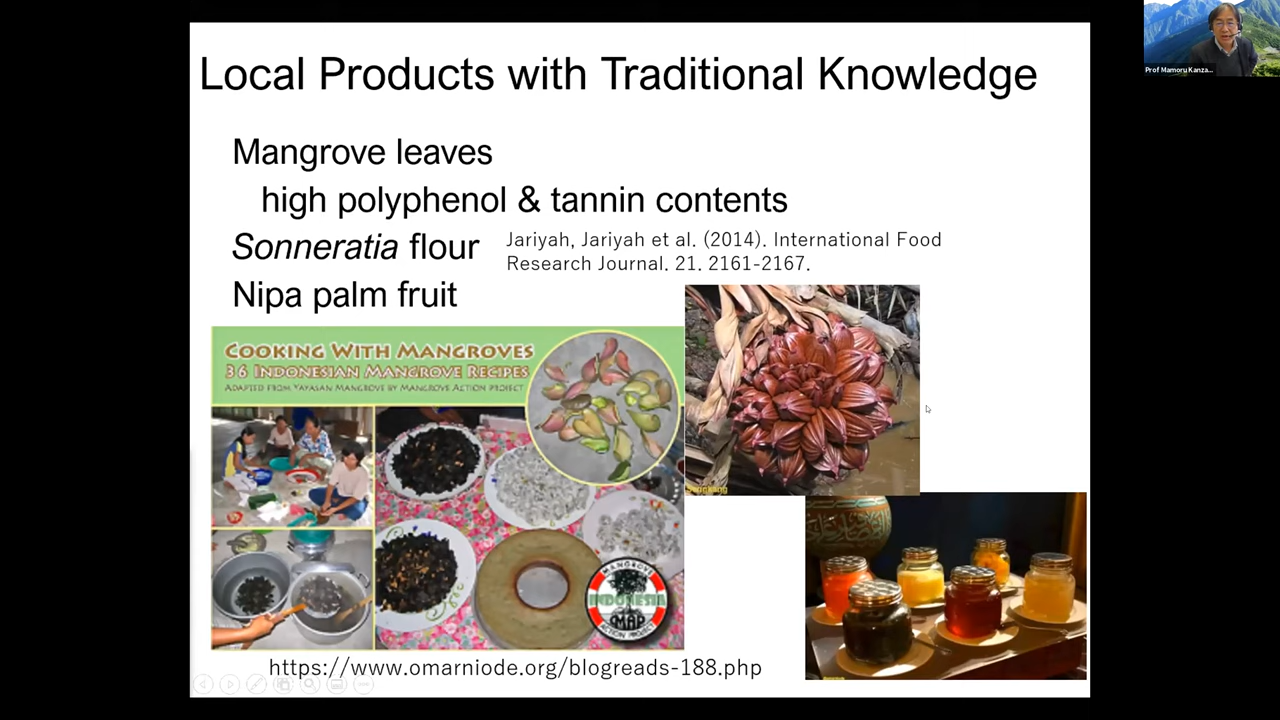 Local Products with Traditional Knowledge
Prof Mamoru Kanza...
Mangrove leaves
high polyphenol & tannin contents
Sonneratia flour
Jariyah, Jariyah et al. (2014). International Food
Research Journal. 21. 2161-2167.
Nipa palm fruit
COOKING WITH MANGROVES
36 INDONESIAN MANGROVE RECIPES
ADAPTED FROM YAYASAN MANGROVE BY MANGROVE ACTION PROJECT
MANGROVE
INDONESIA
MAP
ACTION PROJECT
https://www.omarniode.org/blogreads-188.php